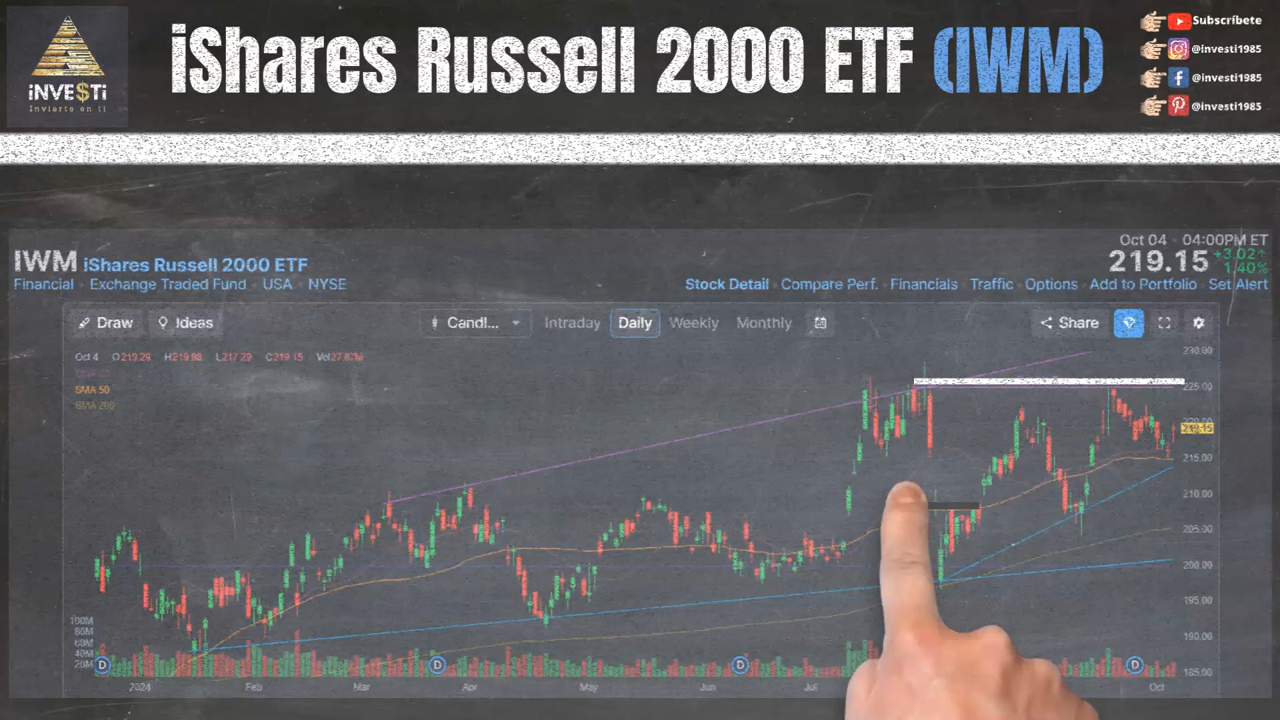 iShares Russell 2000 ETF (IWM)
iNVE$Ti
Invierte en ti
Subscríbete
@investi1985
@investi1985
@investi1985
Oct 04 · 04:00PM ET
IWM iShares Russell 2000 ETF
219.15
+3.02↑
1.40%
Financial · Exchange Traded Fund · USA · NYSE
Stock Detail · Compare Perf. · Financials · Traffic · Options · Add to Portfolio · Set Alert
Draw
Ideas
Candl...
Intraday
Daily
Weekly
Monthly
Share
Oct 4 O219.29 H219.98 L217.29 C219.15
SMA 50
SMA 200
230.00
225.00
219.15
215.00
210.00
205.00
200.00
195.00
190.00
185.00
100M
80M
60M
40M
20M
D
D
D
D
2024
Feb
Mar
Apr
May
Jun
Jul
Oct